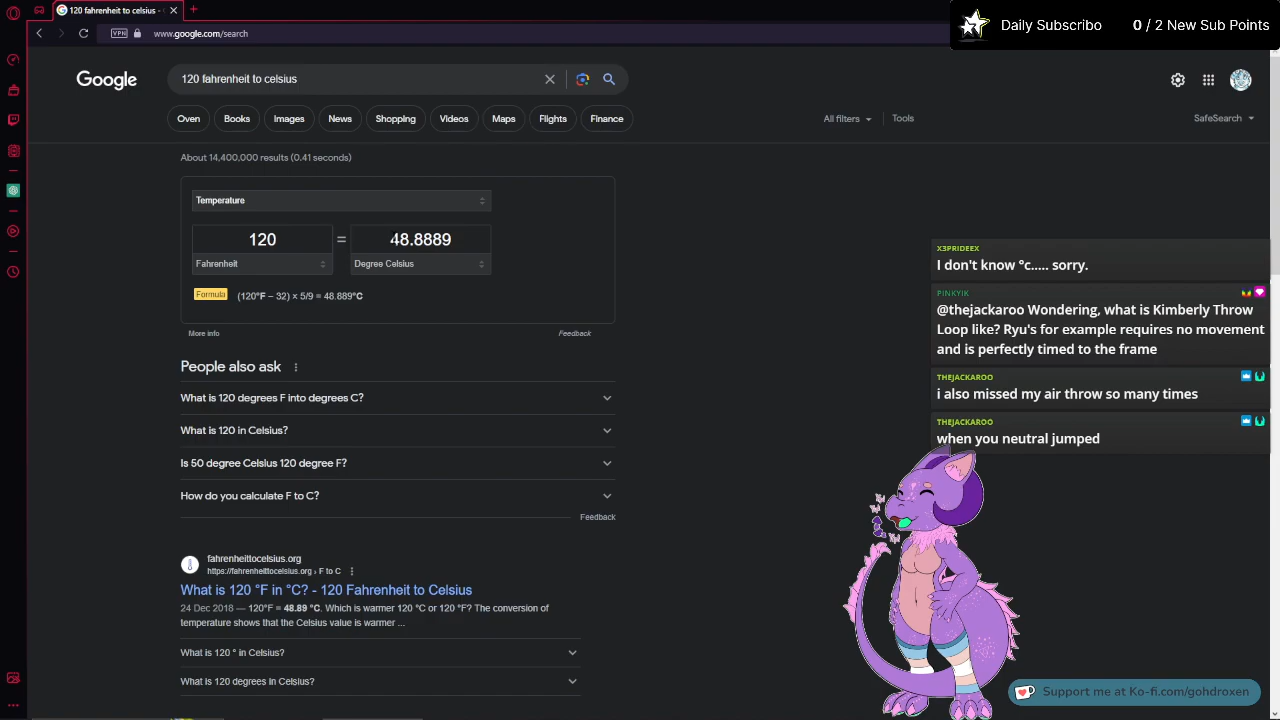 120 fahrenheit to celsius -
Daily Subscribo 0 / 2 New Sub Points
VPN www.google.com/search
Google 120 fahrenheit to celsius
Oven Books Images News Shopping Videos Maps Flights Finance All filters Tools SafeSearch
About 14,400,000 results (0.41 seconds)
Temperature
120 = 48.8889
Fahrenheit Degree Celsius
Formula (120°F − 32) × 5/9 = 48.889°C
More info Feedback
People also ask
What is 120 degrees F into degrees C?
What is 120 in Celsius?
Is 50 degree Celsius 120 degree F?
How do you calculate F to C?
Feedback
fahrenheittocelsius.org
https://fahrenheittocelsius.org › F to C
What is 120 °F in °C? - 120 Fahrenheit to Celsius
24 Dec 2018 — 120°F = 48.89 °C. Which is warmer 120 °C or 120 °F? The conversion of
temperature shows that the Celsius value is warmer ...
What is 120 ° in Celsius?
What is 120 degrees in Celsius?
X3PRIDEEX
I don't know °c..... sorry.
PINKYIK
@thejackaroo Wondering, what is Kimberly Throw
Loop like? Ryu's for example requires no movement
and is perfectly timed to the frame
THEJACKAROO
i also missed my air throw so many times
THEJACKAROO
when you neutral jumped
Support me at Ko-fi.com/gohdroxen